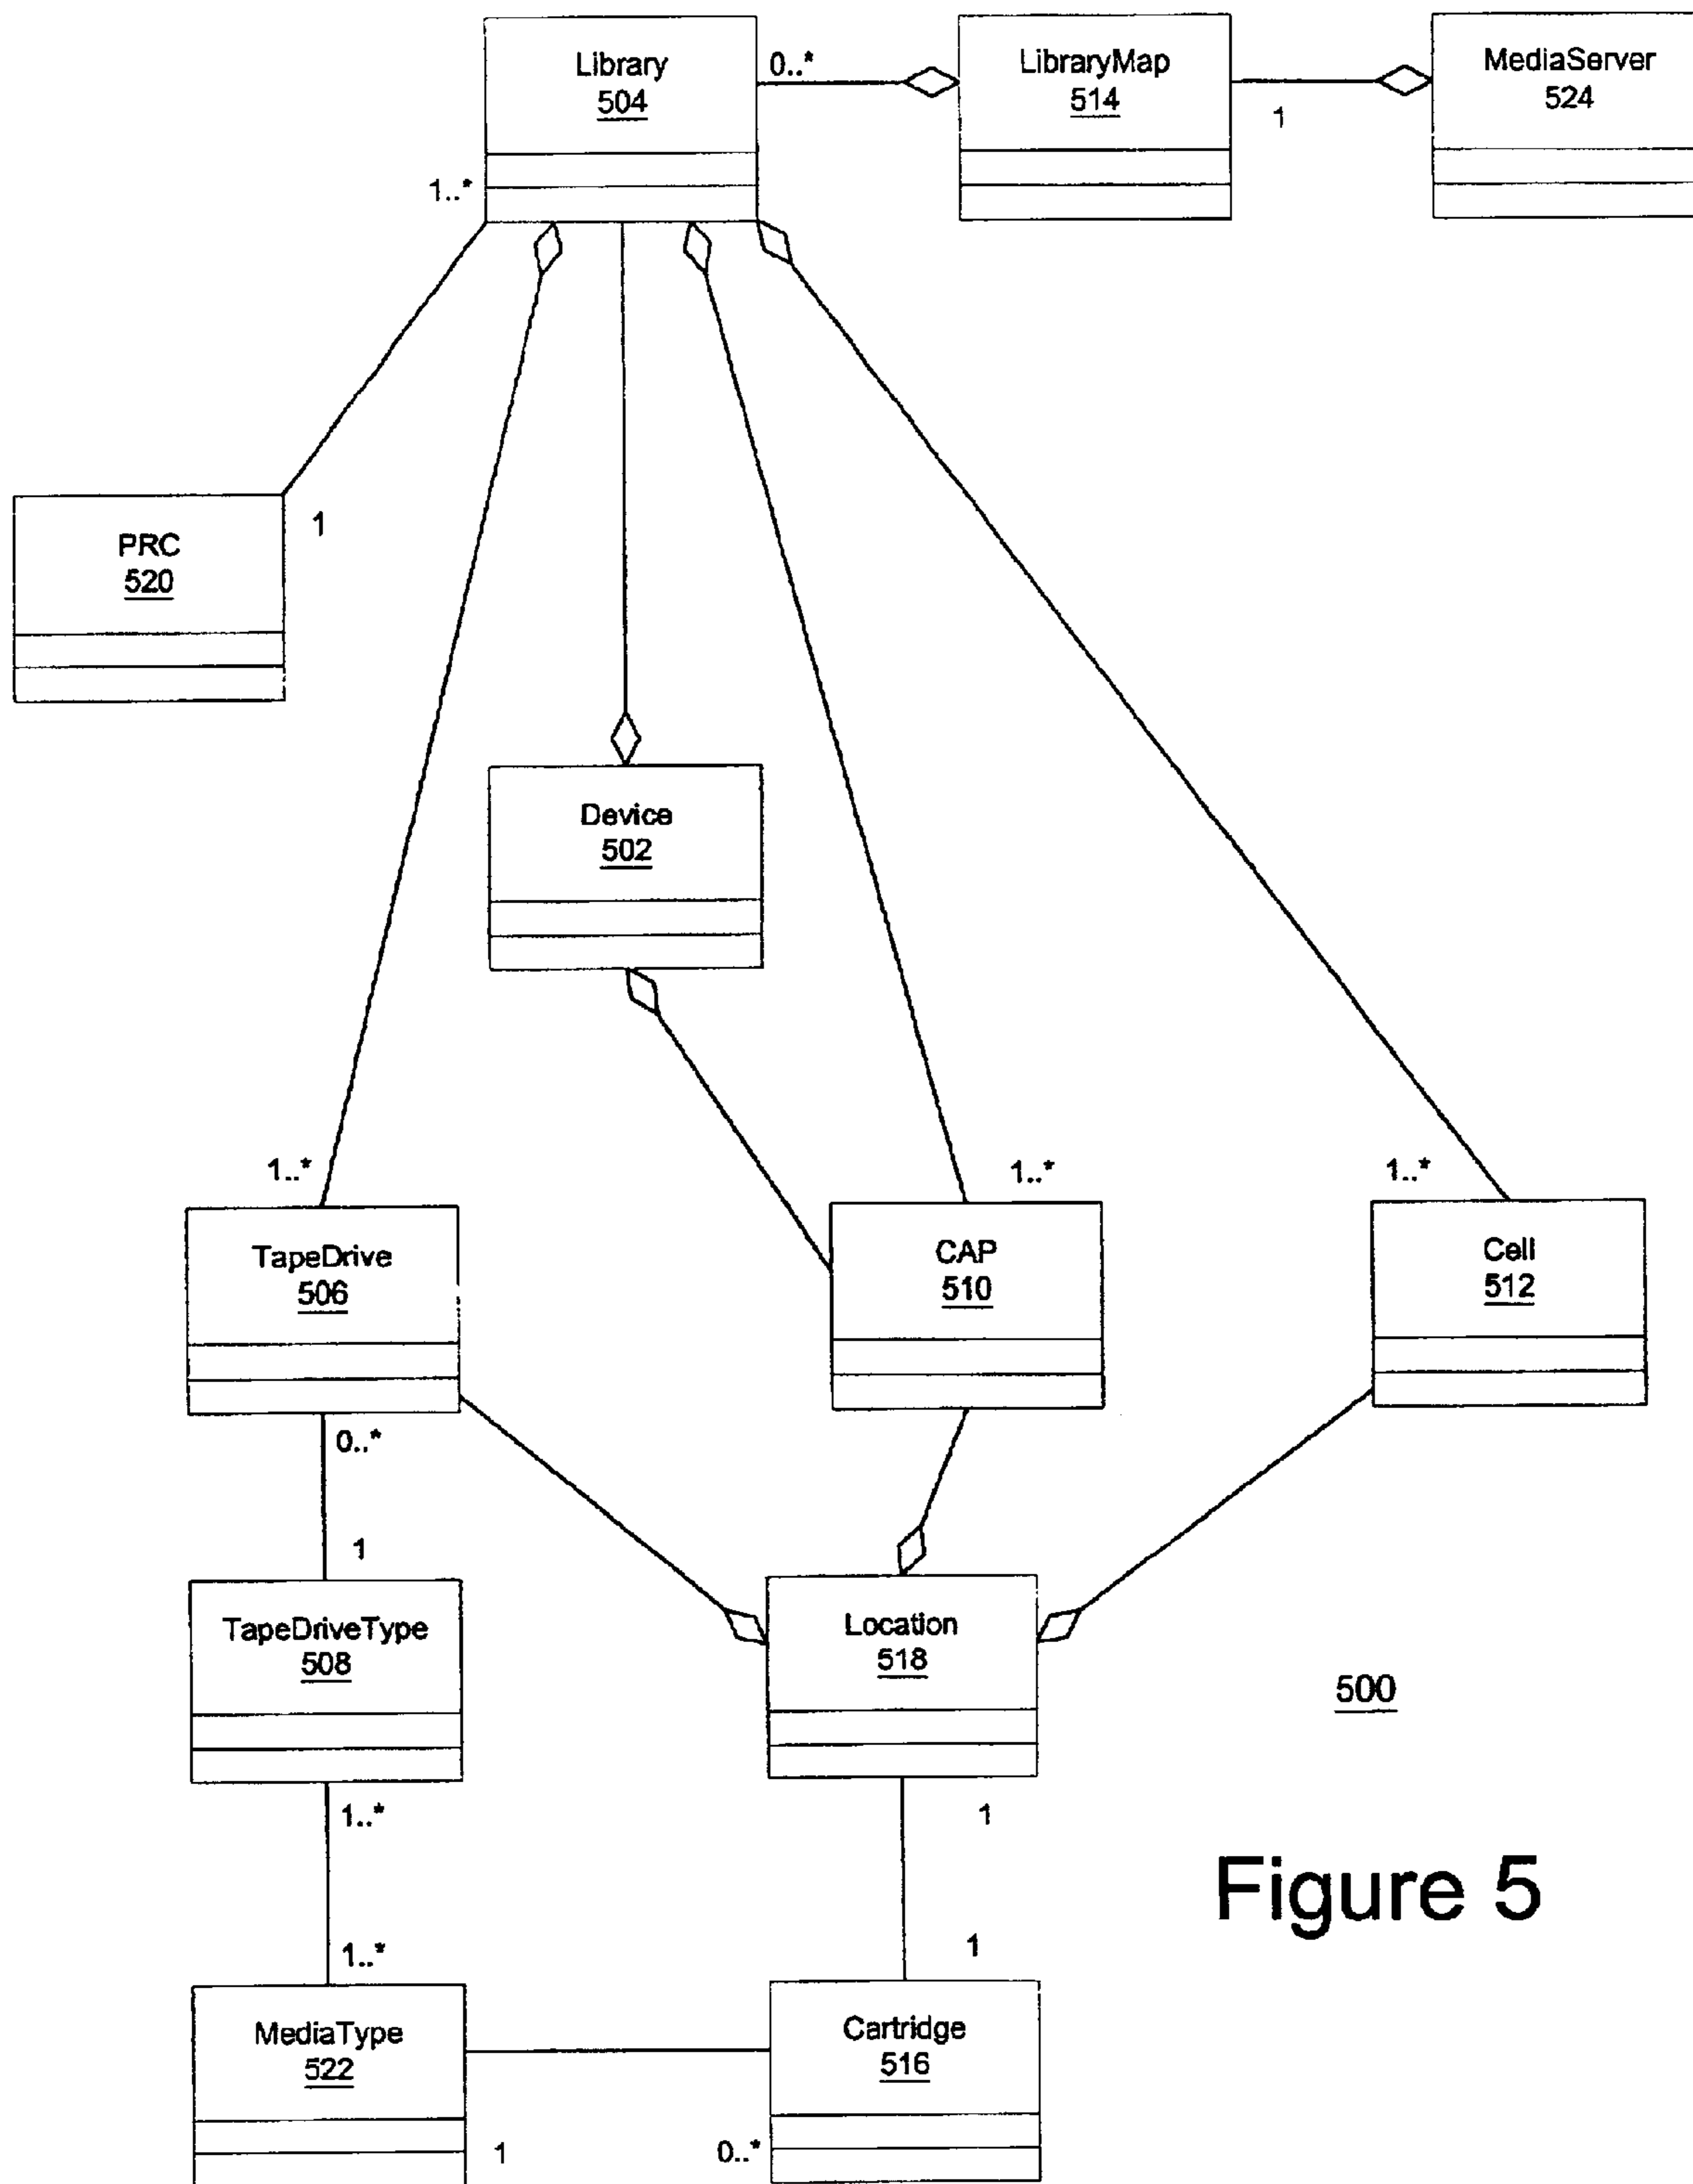 Library
504
0..*
LibraryMap
514
1
MediaServer
524
1..*
PRC
520
1
Device
502
1..*
1..*
1..*
TapeDrive
506
CAP
510
Cell
512
0..*
1
TapeDriveType
508
Location
518
500
1..*
1
Figure 5
1..*
1
MediaType
522
Cartridge
516
1
0..*